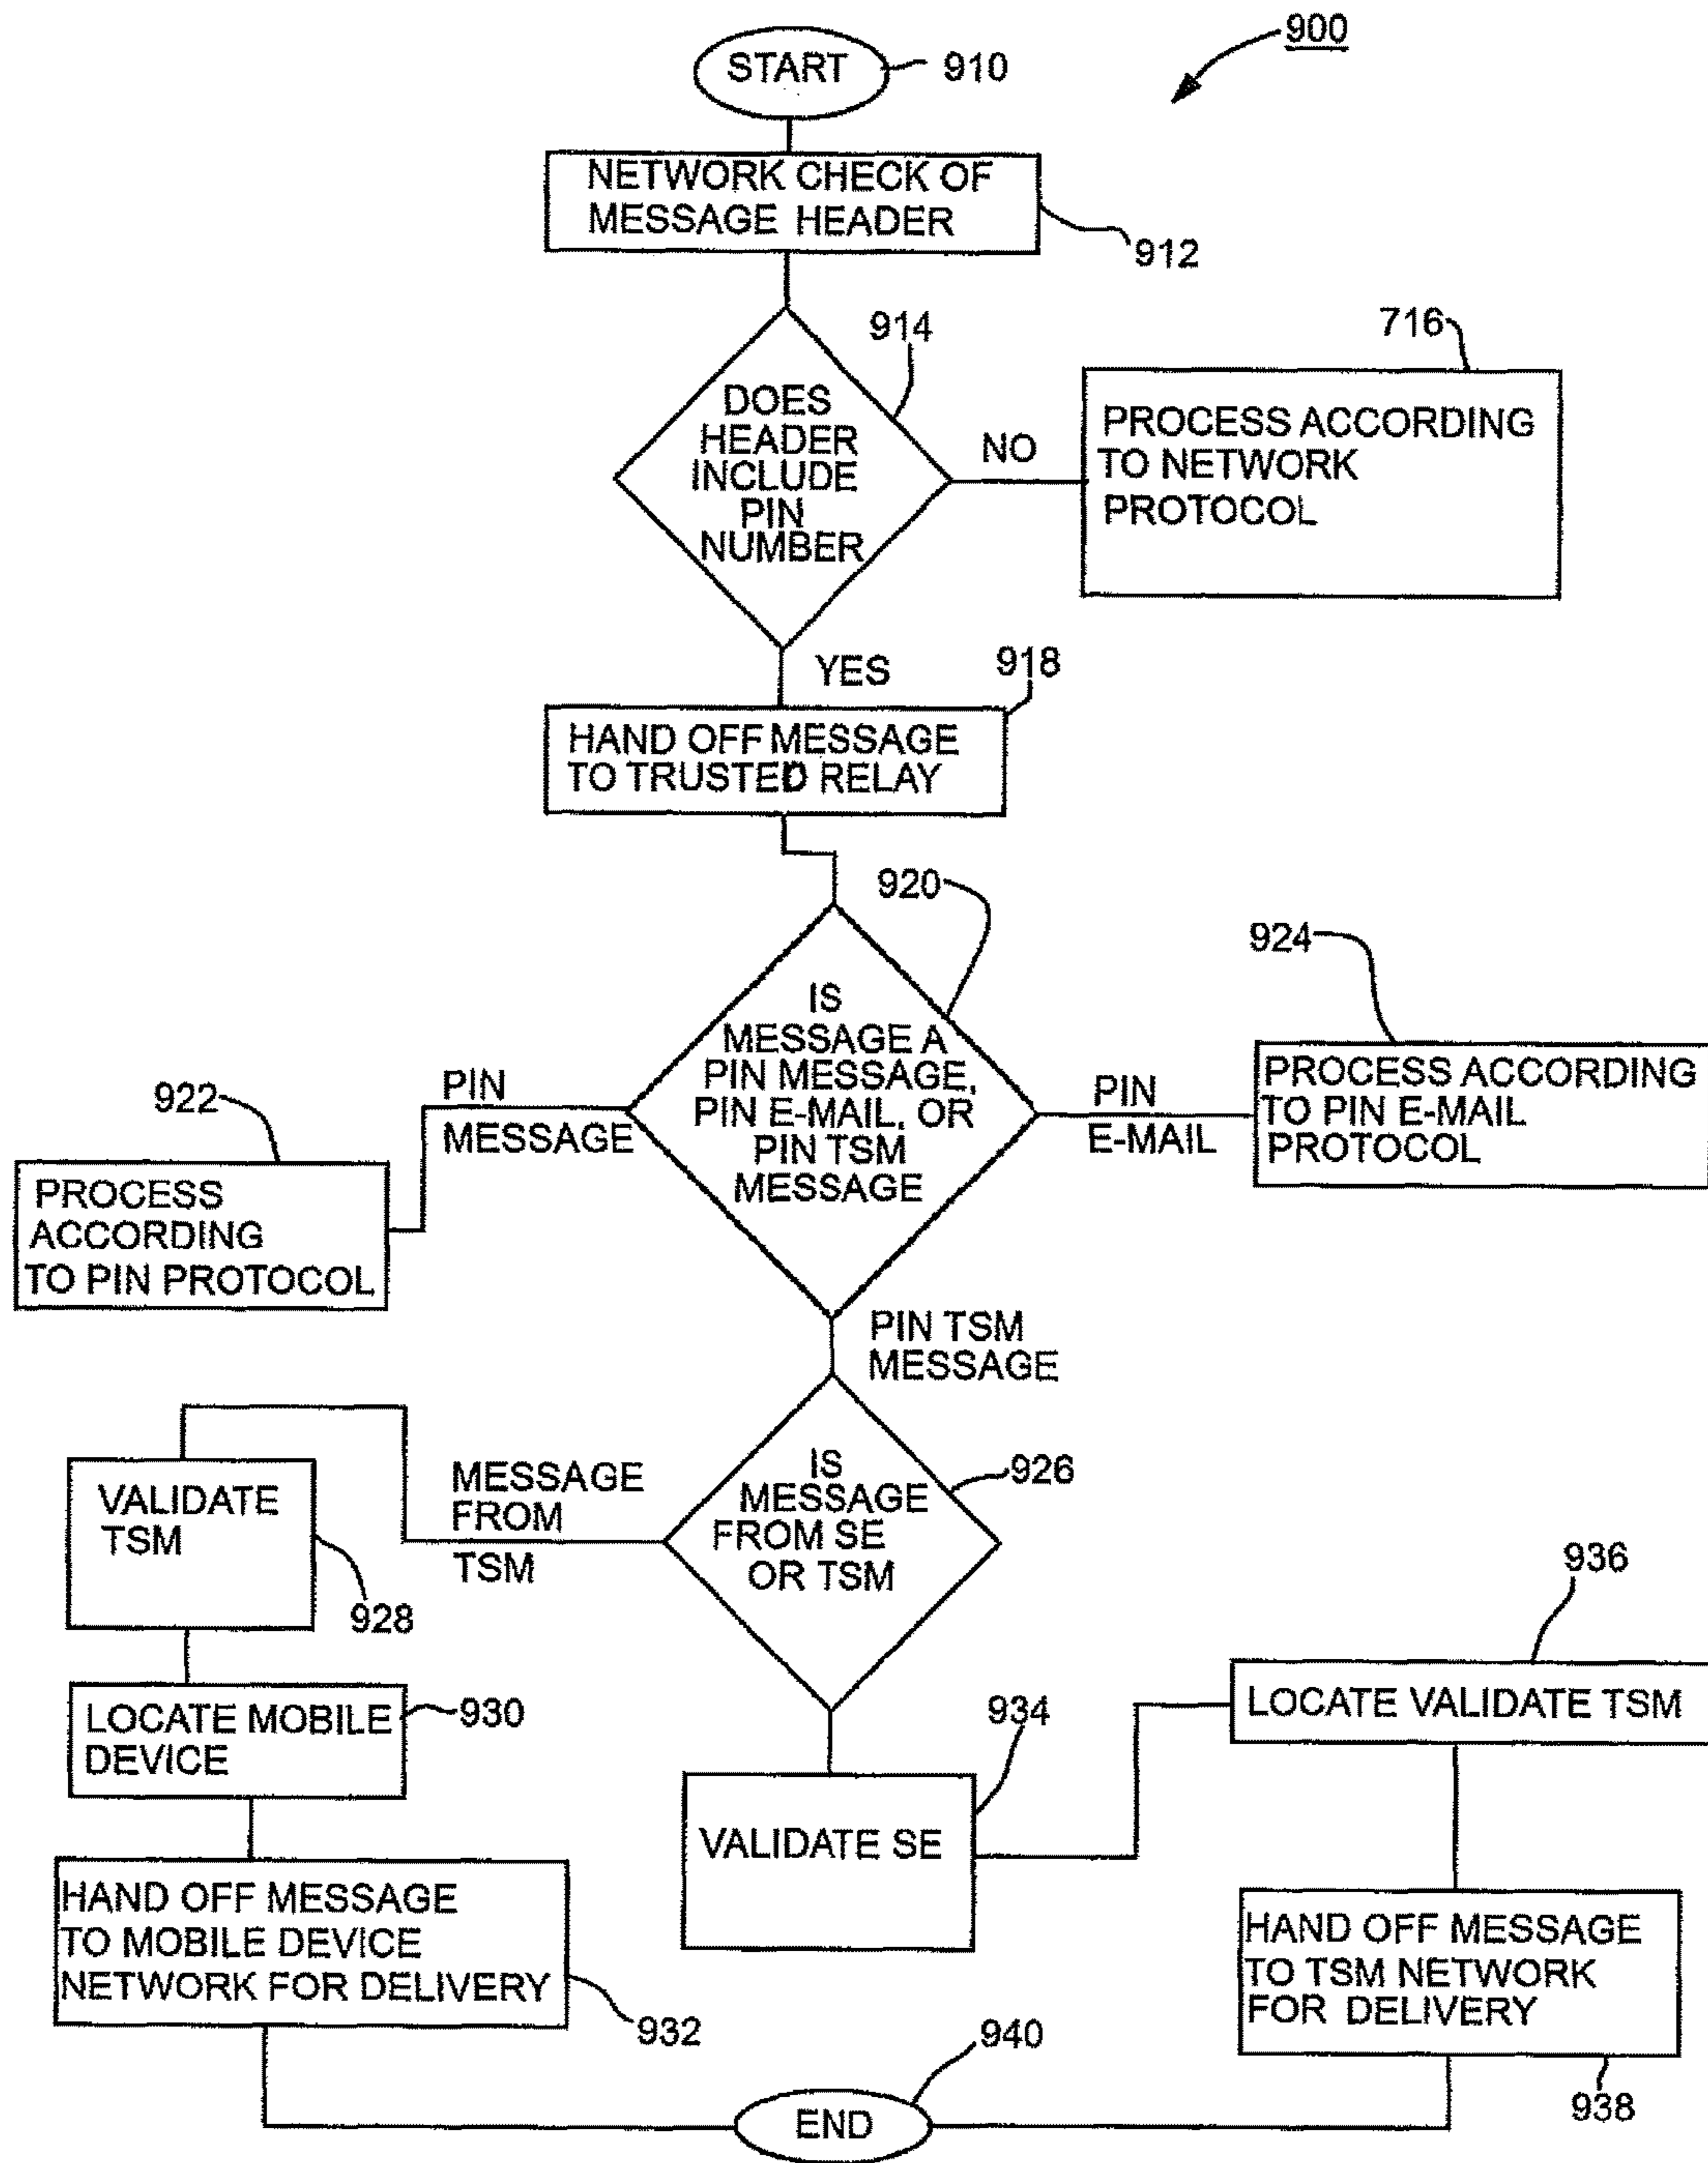 900
START
910
NETWORK CHECK OF
MESSAGE HEADER
912
914
716
DOES
HEADER
INCLUDE
PIN
NUMBER
NO
PROCESS ACCORDING
TO NETWORK
PROTOCOL
YES
918
HAND OFF MESSAGE
TO TRUSTED RELAY
920
924
IS
MESSAGE A
PIN MESSAGE,
PIN E-MAIL, OR
PIN TSM
MESSAGE
922
PIN
MESSAGE
PIN
E-MAIL
PROCESS ACCORDING
TO PIN E-MAIL
PROTOCOL
PROCESS
ACCORDING
TO PIN PROTOCOL
PIN TSM
MESSAGE
IS
MESSAGE
FROM SE
OR TSM
926
MESSAGE
FROM
TSM
VALIDATE
TSM
928
936
LOCATE MOBILE
DEVICE
930
934
LOCATE VALIDATE TSM
VALIDATE SE
HAND OFF MESSAGE
TO MOBILE DEVICE
NETWORK FOR DELIVERY
932
HAND OFF MESSAGE
TO TSM NETWORK
FOR DELIVERY
938
940
END